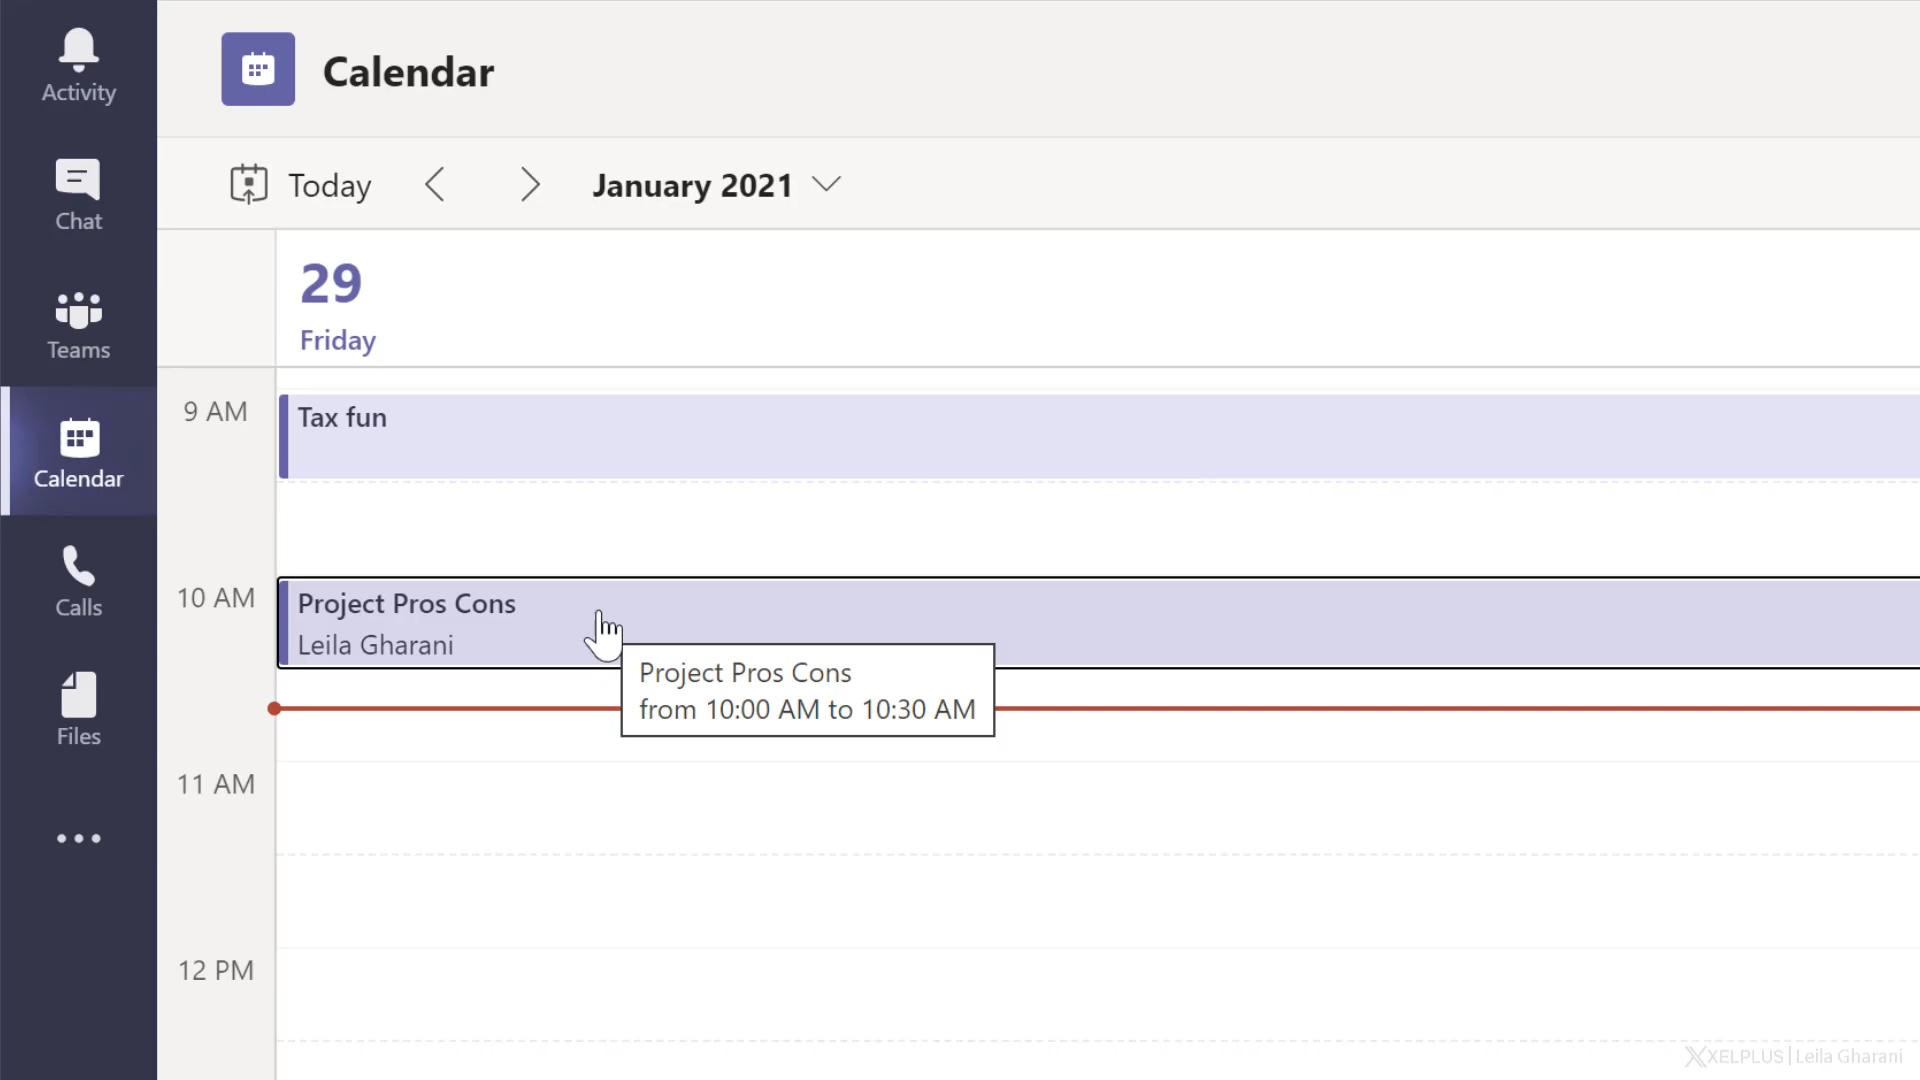 Activity
Chat
Teams
Calendar
Calls
Files
Calendar
Today
January 2021
29
Friday
9 AM
Tax fun
10 AM
Project Pros Cons
Leila Gharani
Project Pros Cons
from 10:00 AM to 10:30 AM
11 AM
12 PM
XELPLUS | Leila Gharani